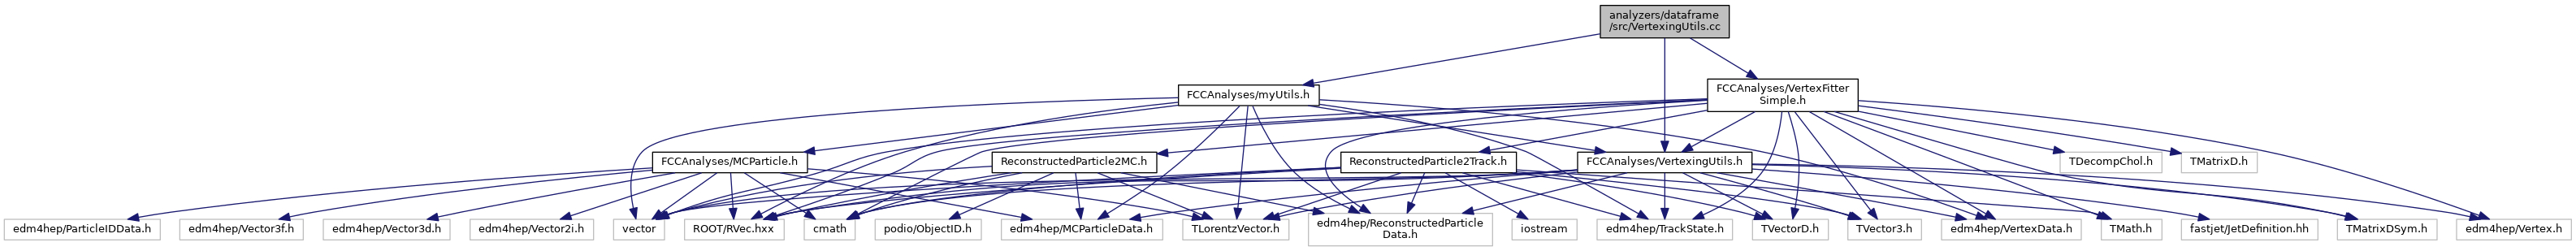 analyzers/dataframe
/src/VertexingUtils.cc
FCCAnalyses/myUtils.h
FCCAnalyses/VertexFitter
Simple.h
FCCAnalyses/MCParticle.h
ReconstructedParticle2MC.h
ReconstructedParticle2Track.h
FCCAnalyses/VertexingUtils.h
TDecompChol.h
TMatrixD.h
edm4hep/ParticleIDData.h
edm4hep/Vector3f.h
edm4hep/Vector3d.h
edm4hep/Vector2i.h
vector
ROOT/RVec.hxx
cmath
podio/ObjectID.h
edm4hep/MCParticleData.h
TLorentzVector.h
edm4hep/ReconstructedParticle
Data.h
iostream
edm4hep/TrackState.h
TVectorD.h
TVector3.h
edm4hep/VertexData.h
TMath.h
fastjet/JetDefinition.hh
TMatrixDSym.h
edm4hep/Vertex.h